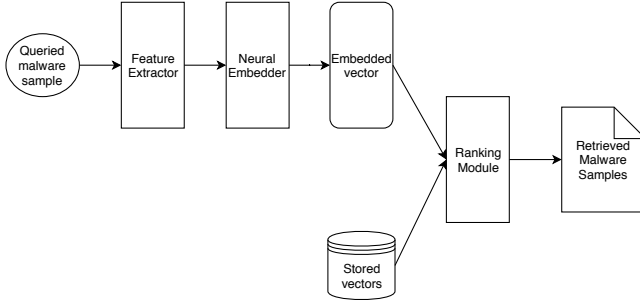 Queried
malware
sample
Feature
Extractor
Neural
Embedder
Embedded
vector
Ranking
Module
Retrieved
Malware
Samples
Stored
vectors